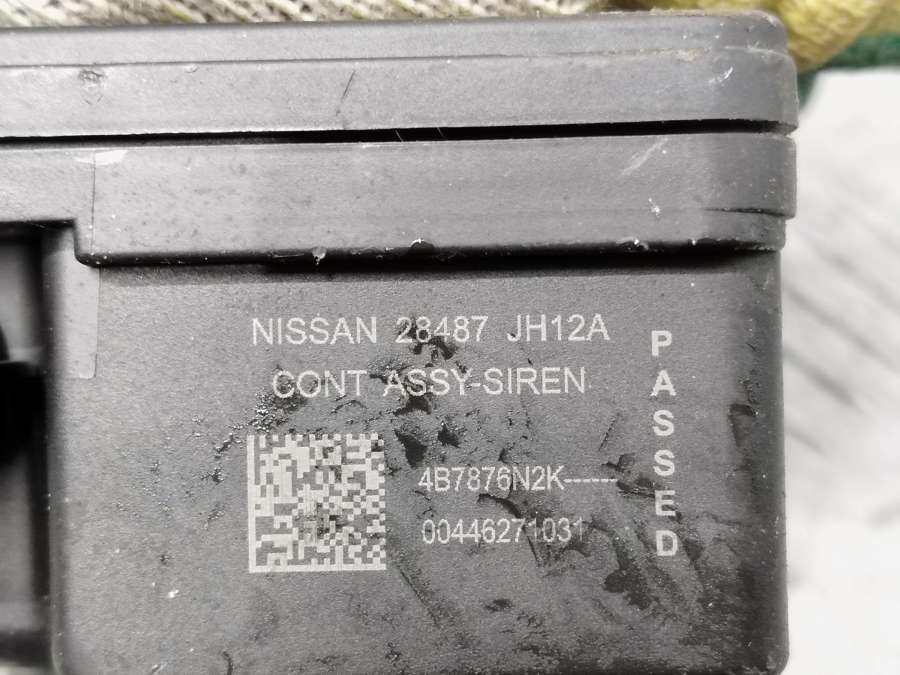 NISSAN 28487 JH12A
CONT ASSY-SIREN
4B7876N2K-----
00446271031
PASSED